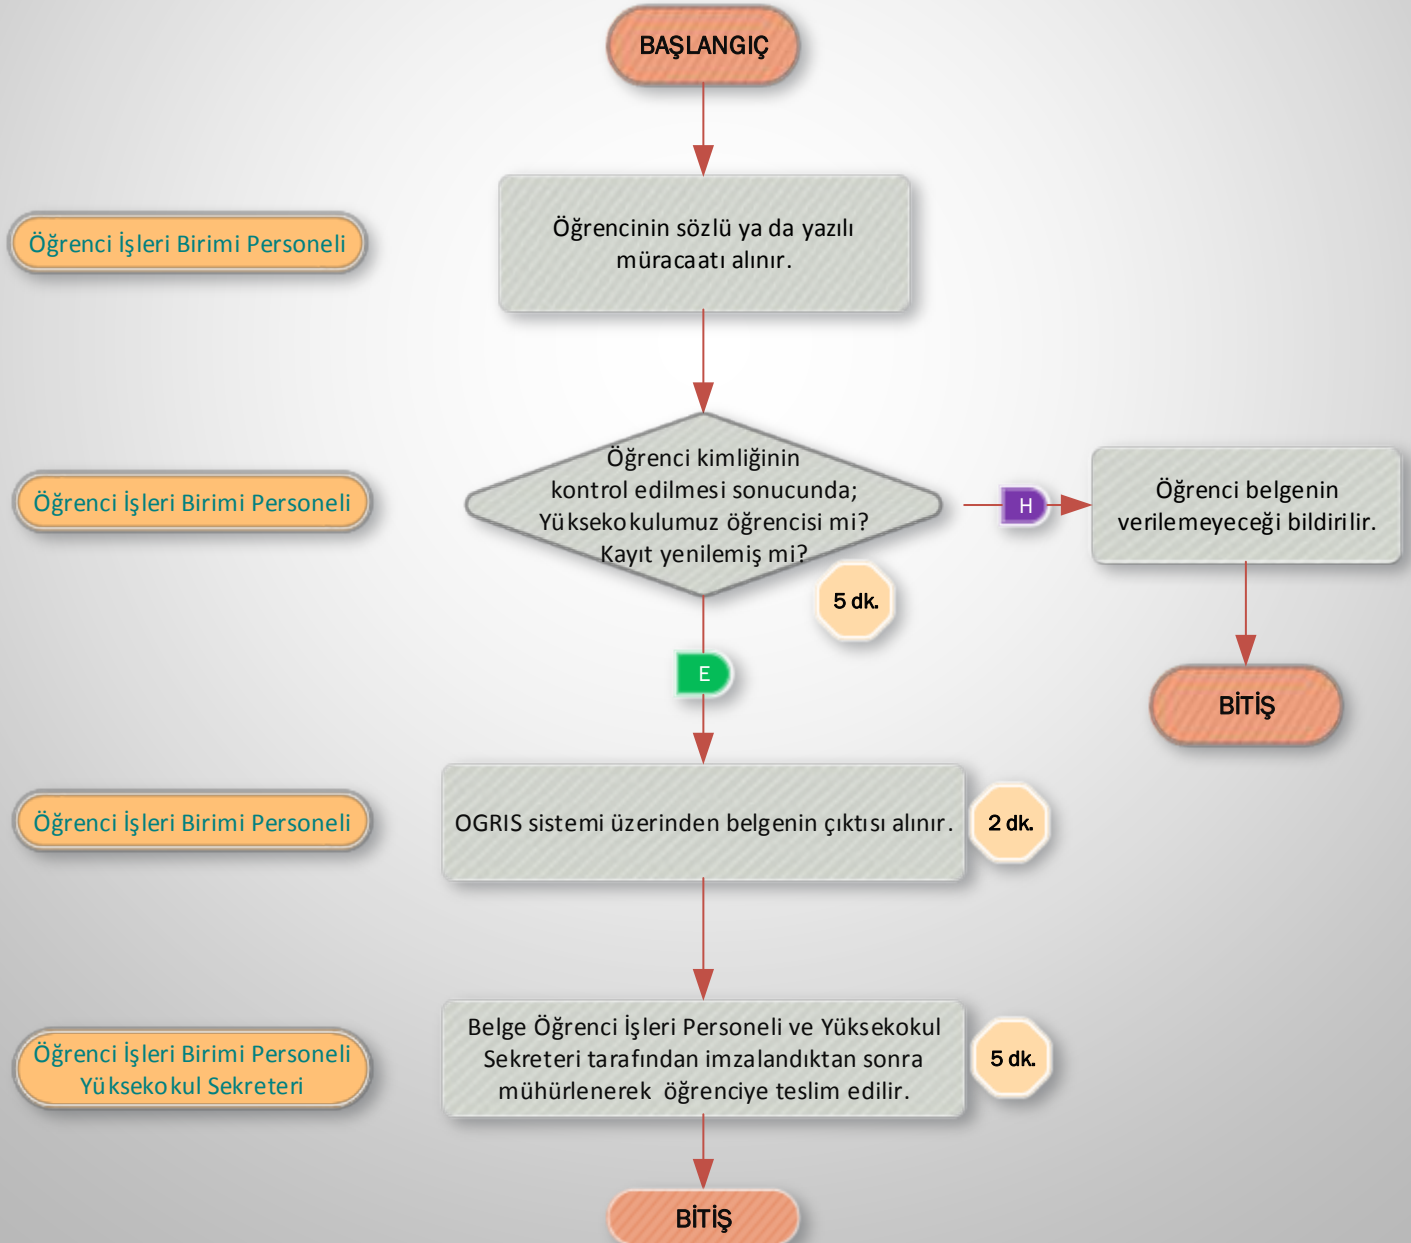 BAŞLANGIÇ
Öğrenci İşleri Birimi Personeli
Öğrencinin sözlü ya da yazılı
müracaatı alınır.
Öğrenci İşleri Birimi Personeli
Öğrenci kimliğinin
kontrol edilmesi sonucunda;
Yüksekokulumuz öğrencisi mi?
Kayıt yenilemiş mi?
5 dk.
H
Öğrenci belgenin
verilemeyeceği bildirilir.
BİTİŞ
E
Öğrenci İşleri Birimi Personeli
OGRIS sistemi üzerinden belgenin çıktısı alınır.
2 dk.
Öğrenci İşleri Birimi Personeli
Yüksekokul Sekreteri
Belge Öğrenci İşleri Personeli ve Yüksekokul
Sekreteri tarafından imzalandıktan sonra
mühürlenerek öğrenciye teslim edilir.
5 dk.
BİTİŞ